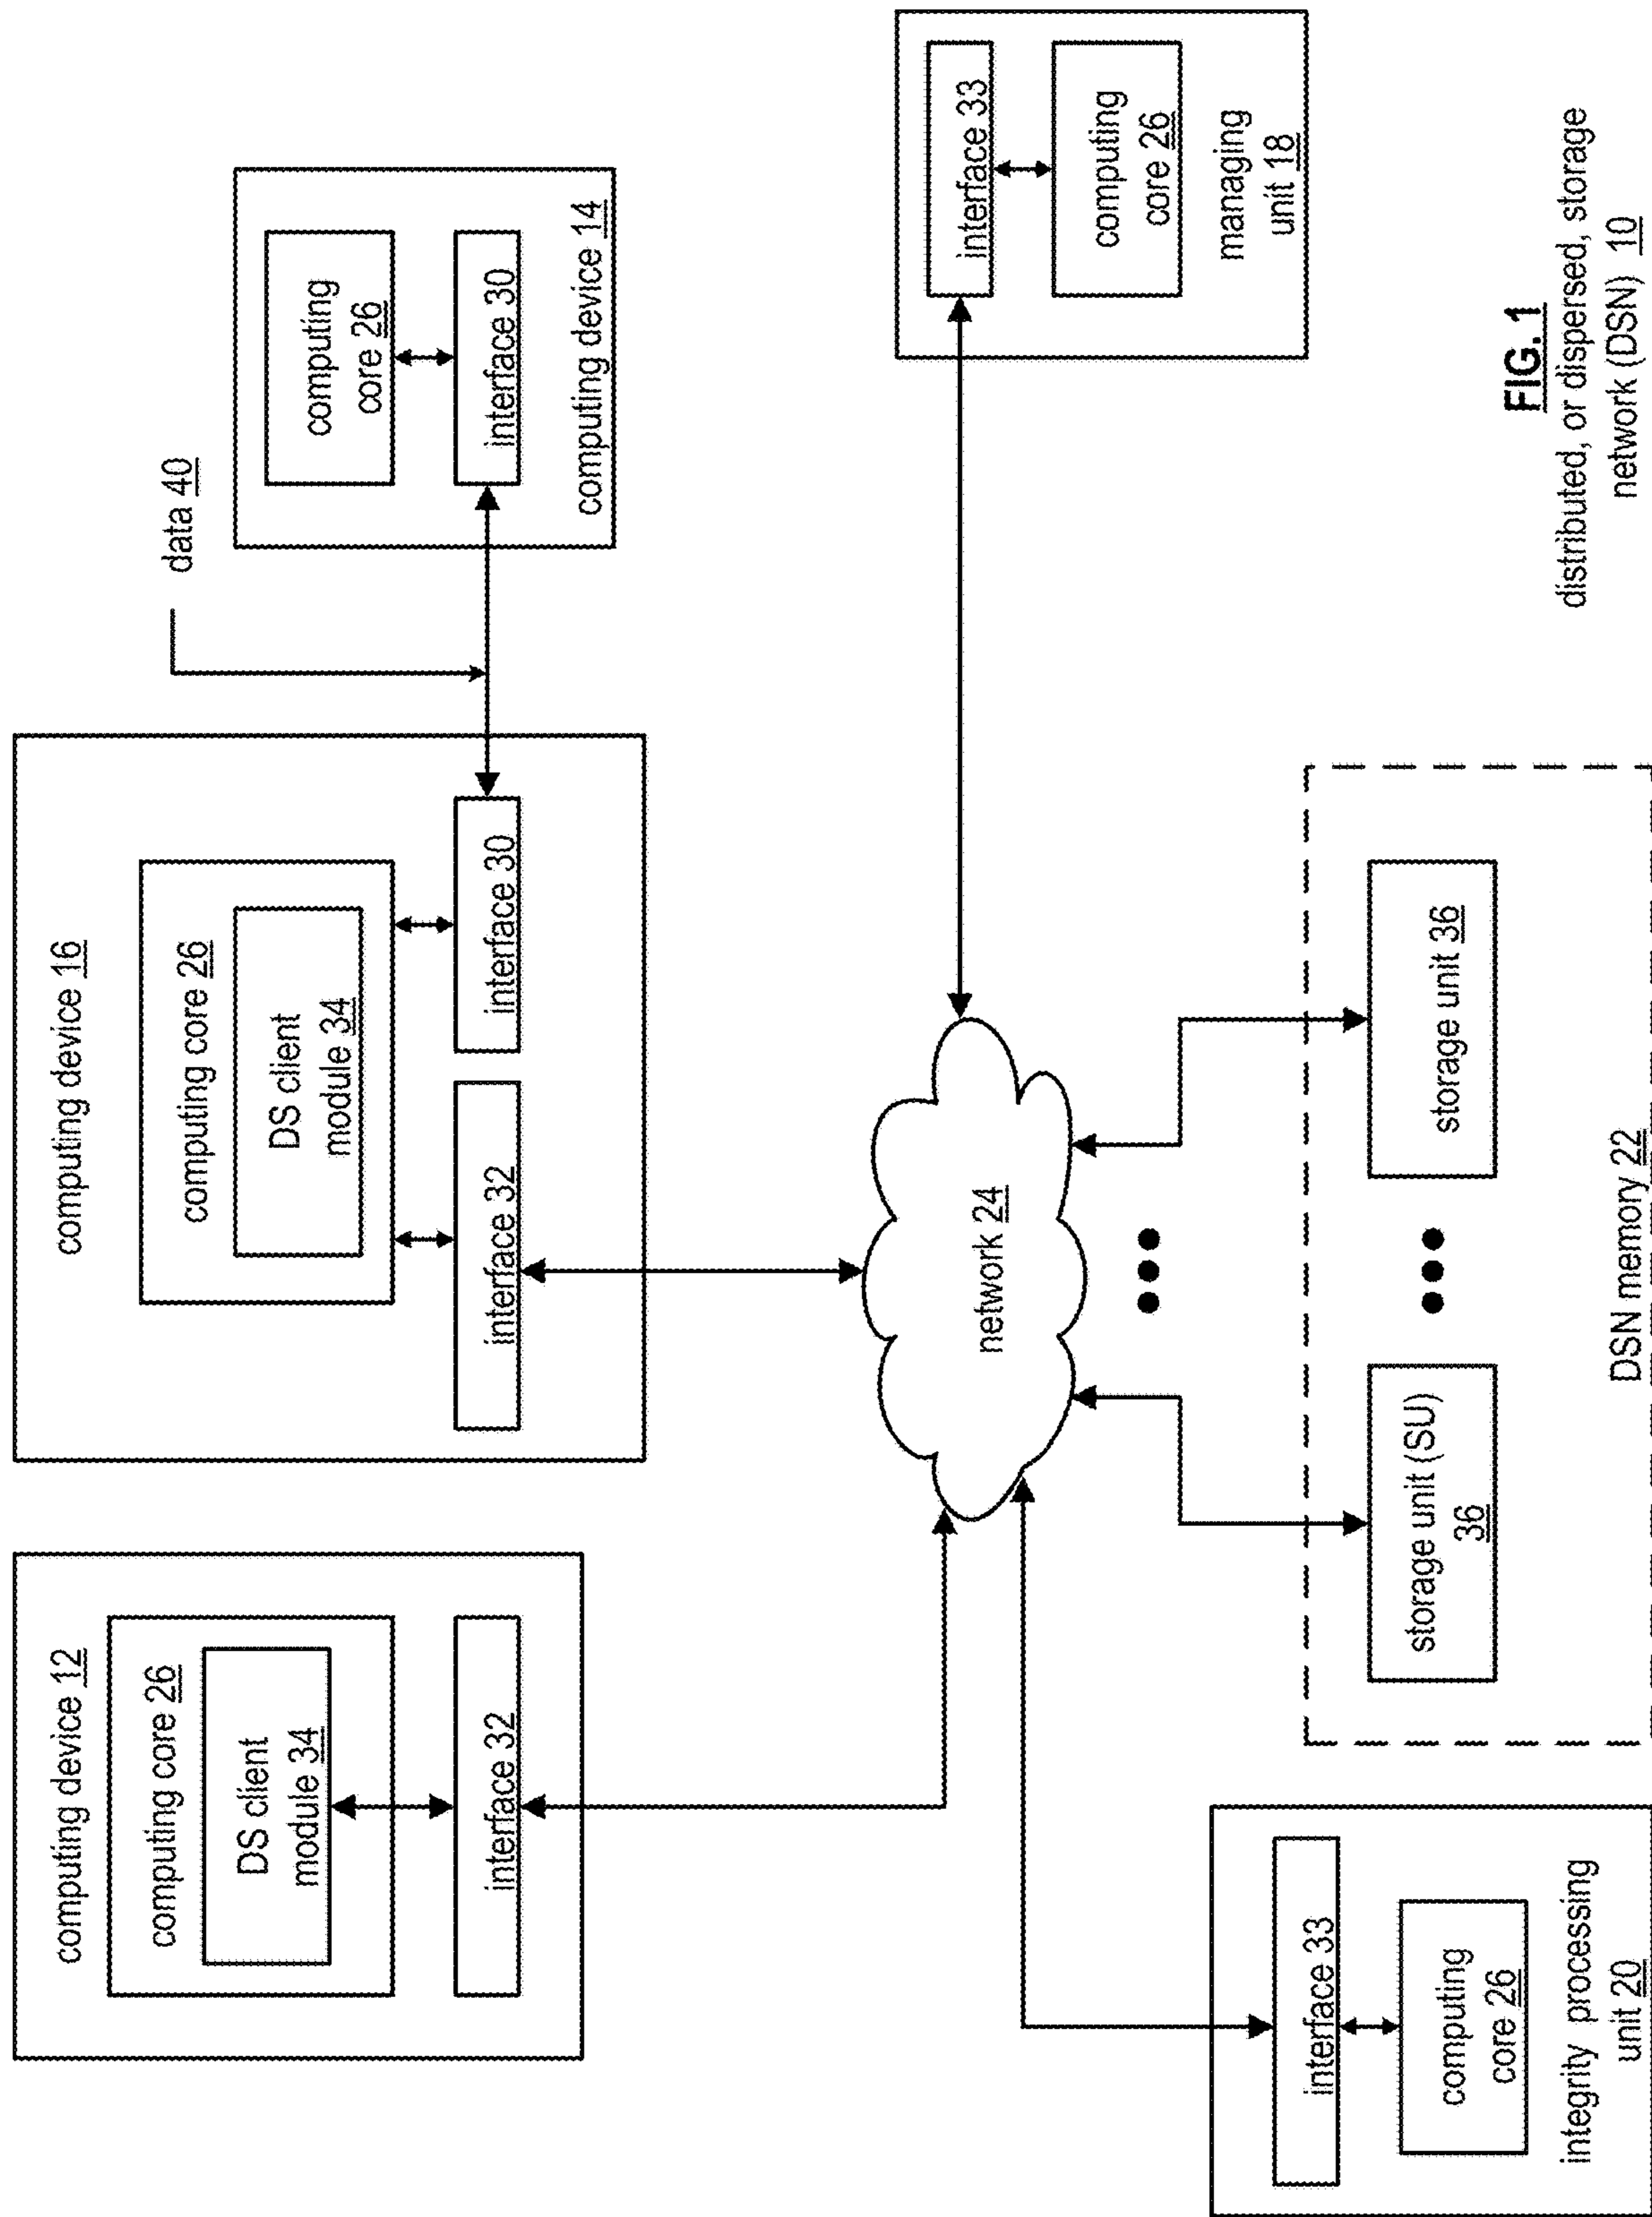 computing device 12
computing core 26
DS client
module 34
interface 32
computing device 16
computing core 26
DS client
module 34
interface 32
interface 30
data 40
computing
core 26
interface 30
computing device 14
network 24
interface 33
computing
core 26
managing
unit 18
interface 33
computing
core 26
integrity processing
unit 20
storage unit (SU)
36
storage unit 36
DSN memory 22
FIG. 1
distributed, or dispersed, storage
network (DSN) 10